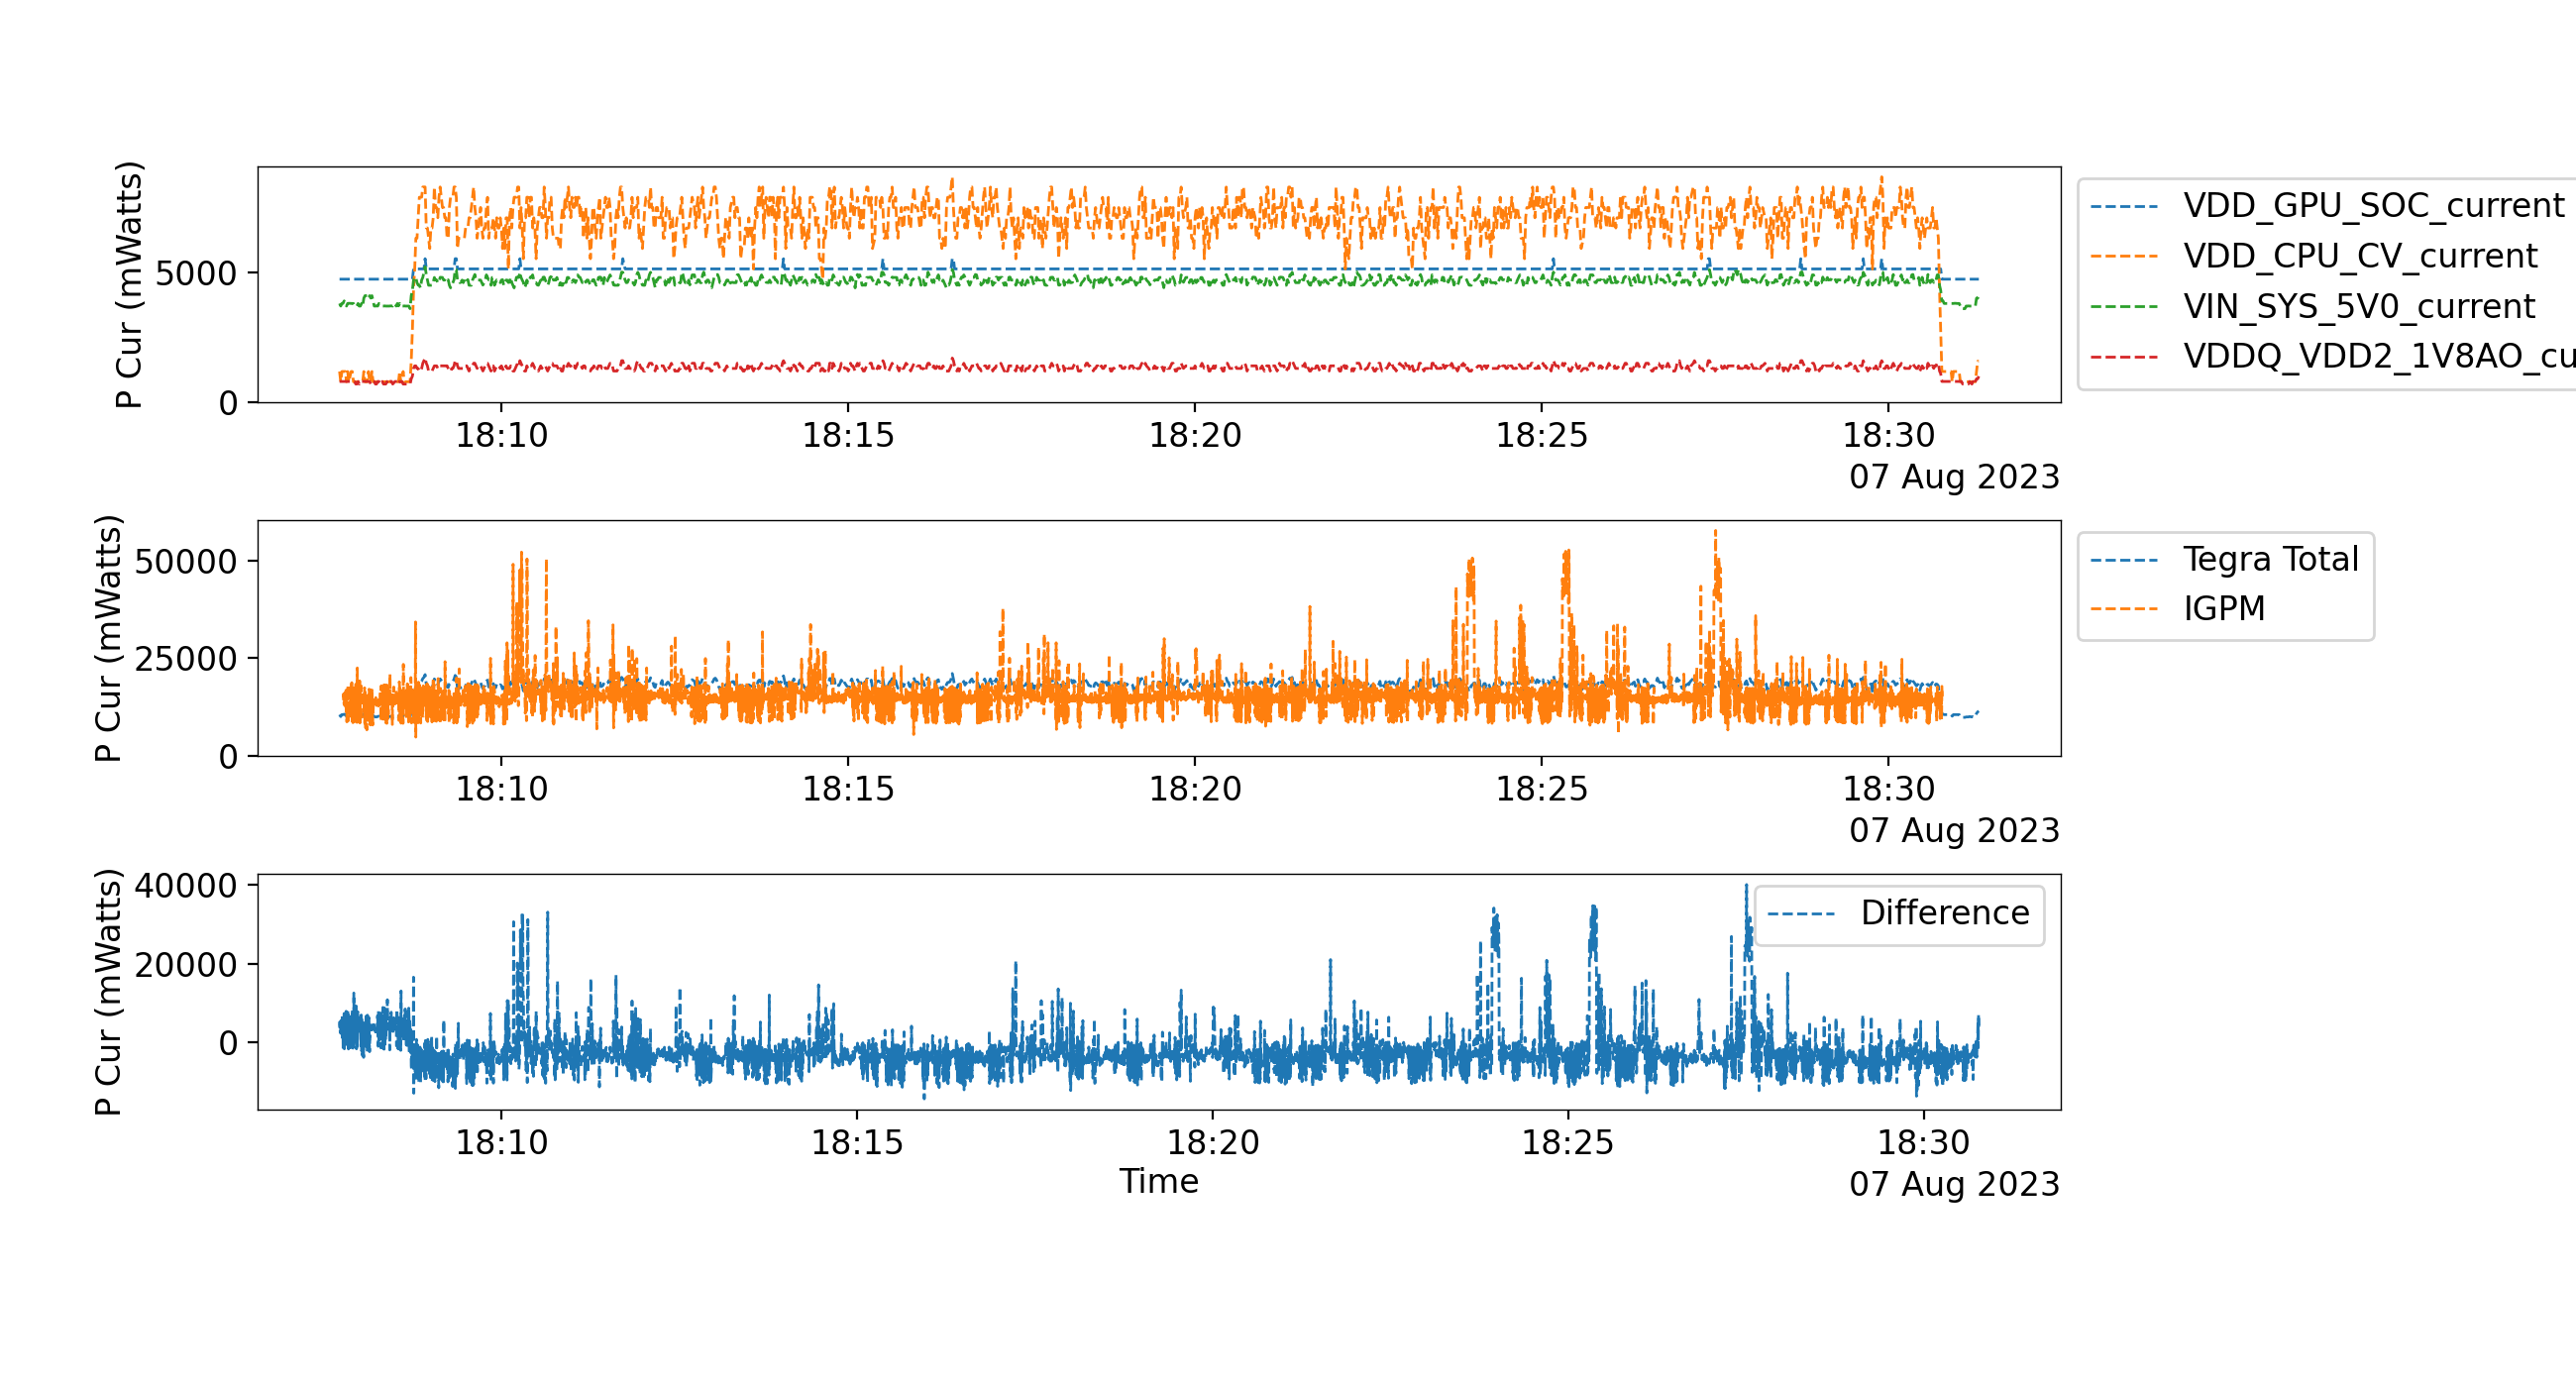 P Cur (mWatts)
5000
0
18:10 18:15 18:20 18:25 18:30
07 Aug 2023
VDD_GPU_SOC_current
VDD_CPU_CV_current
VIN_SYS_5V0_current
VDDQ_VDD2_1V8AO_cu
P Cur (mWatts)
50000
25000
0
18:10 18:15 18:20 18:25 18:30
07 Aug 2023
Tegra Total
IGPM
P Cur (mWatts)
40000
20000
0
18:10 18:15 18:20 18:25 18:30
Time
07 Aug 2023
Difference